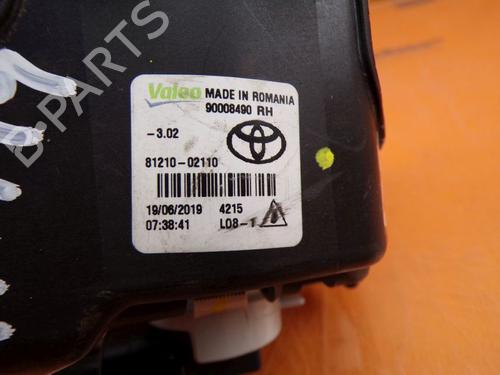 B-PARTS
Valeo MADE IN ROMANIA
90008490 RH
-3.02
81210-02110
19/06/2019 4215
07:38:41 L08-1